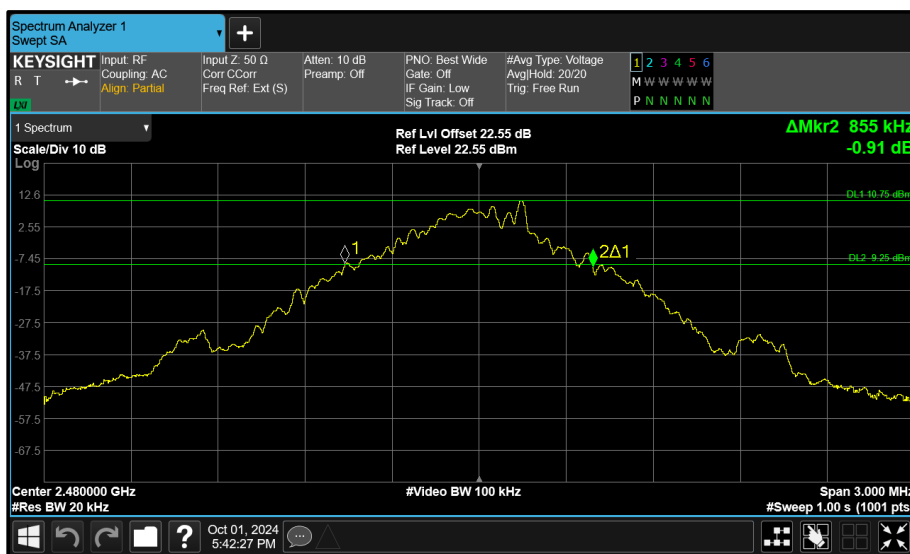 Spectrum Analyzer 1
Swept SA
KEYSIGHT
R T
LXI
Input: RF
Coupling: AC
Align: Partial
Input Z: 50 Ω
Corr CCorr
Freq Ref: Ext (S)
Atten: 10 dB
Preamp: Off
PNO: Best Wide
Gate: Off
IF Gain: Low
Sig Track: Off
#Avg Type: Voltage
Avg|Hold: 20/20
Trig: Free Run
1 2 3 4 5 6
M W W W W W
P N N N N N
1 Spectrum
Scale/Div 10 dB
Ref Lvl Offset 22.55 dB
Ref Level 22.55 dBm
ΔMkr2 855 kHz
-0.91 dB
Log
12.6
2.55
-7.45
-17.5
-27.5
-37.5
-47.5
-57.5
-67.5
DL1 10.75 dBm
DL2 -9.25 dBm
1
2Δ1
Center 2.480000 GHz
#Res BW 20 kHz
#Video BW 100 kHz
Span 3.000 MHz
#Sweep 1.00 s (1001 pts
?
Oct 01, 2024
5:42:27 PM